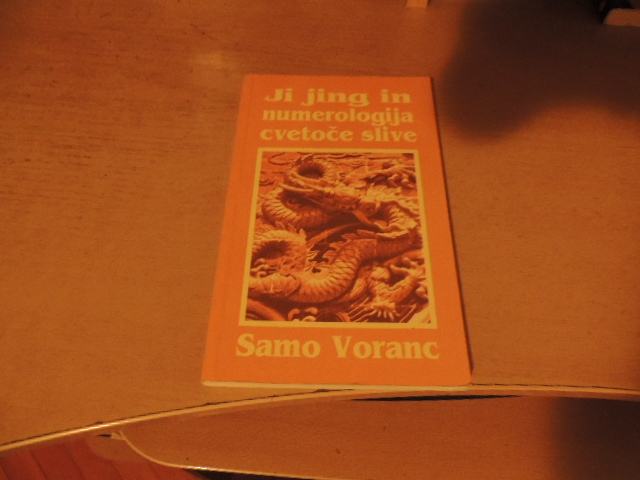 Ji jing in
numerologija
cvetoče slive
Samo Voranc